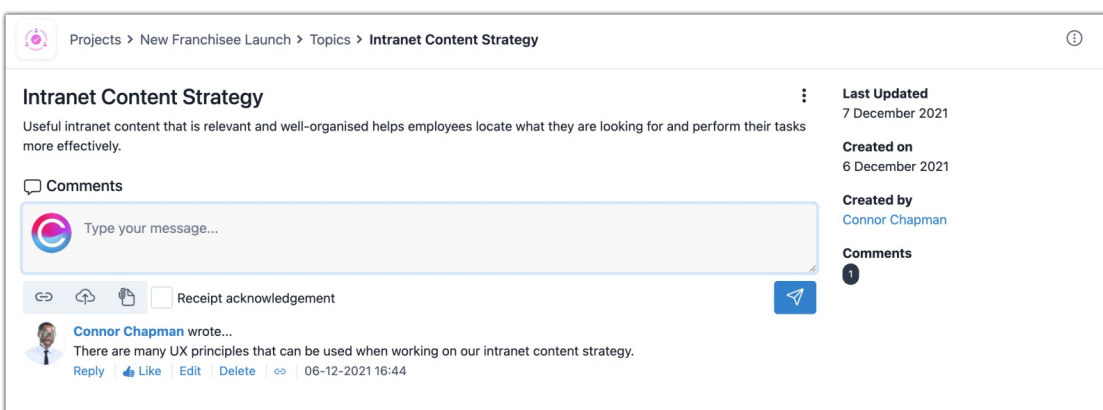 Projects > New Franchisee Launch > Topics > Intranet Content Strategy
Intranet Content Strategy
Useful intranet content that is relevant and well-organised helps employees locate what they are looking for and perform their tasks
more effectively.
Comments
Type your message...
Receipt acknowledgement
Connor Chapman wrote...
There are many UX principles that can be used when working on our intranet content strategy.
Reply Like Edit Delete 06-12-2021 16:44
Last Updated
7 December 2021
Created on
6 December 2021
Created by
Connor Chapman
Comments
1